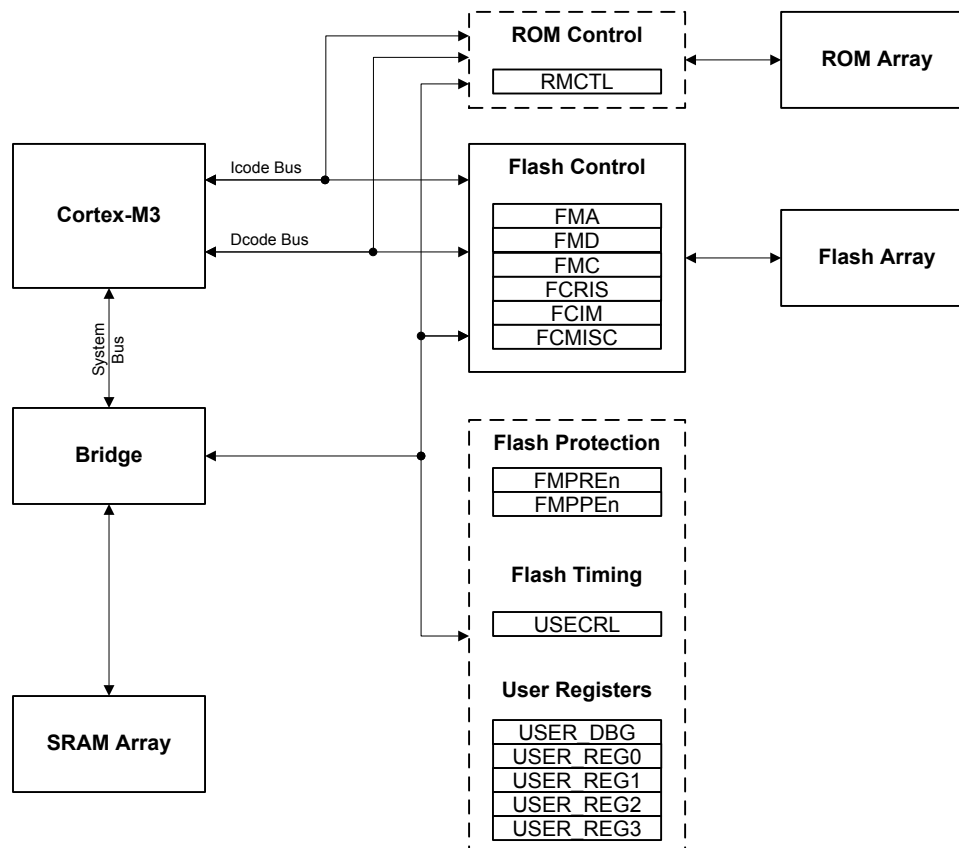 ROM Control
RMCTL
ROM Array
Cortex-M3
Icode Bus
Dcode Bus
Flash Control
FMA
FMD
FMC
FCRIS
FCIM
FCMISC
Flash Array
System
Bus
Bridge
Flash Protection
FMPREn
FMPPEn
Flash Timing
USECRL
User Registers
USER_DBG
USER_REG0
USER_REG1
USER_REG2
USER_REG3
SRAM Array